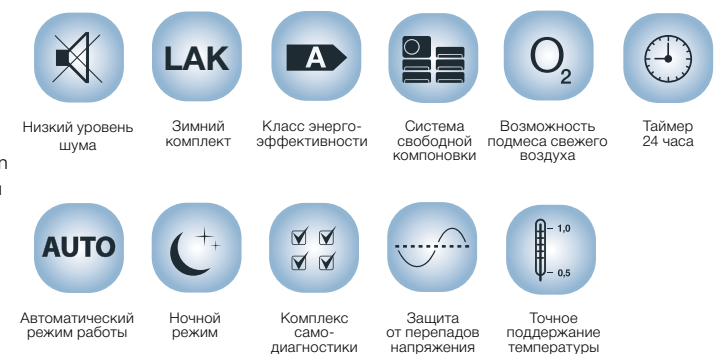 LAK
A
O2
Низкий уровень
шума
Зимний
комплект
Класс энерго-
эффективности
Система
свободной
компоновки
Возможность
подмеса свежего
воздуха
Таймер
24 часа
n
AUTO
1,0
0,5
Автоматический
режим работы
Ночной
режим
Комплекс
само-
диагностики
Защита
от перепадов
напряжения
Точное
поддержание
температуры